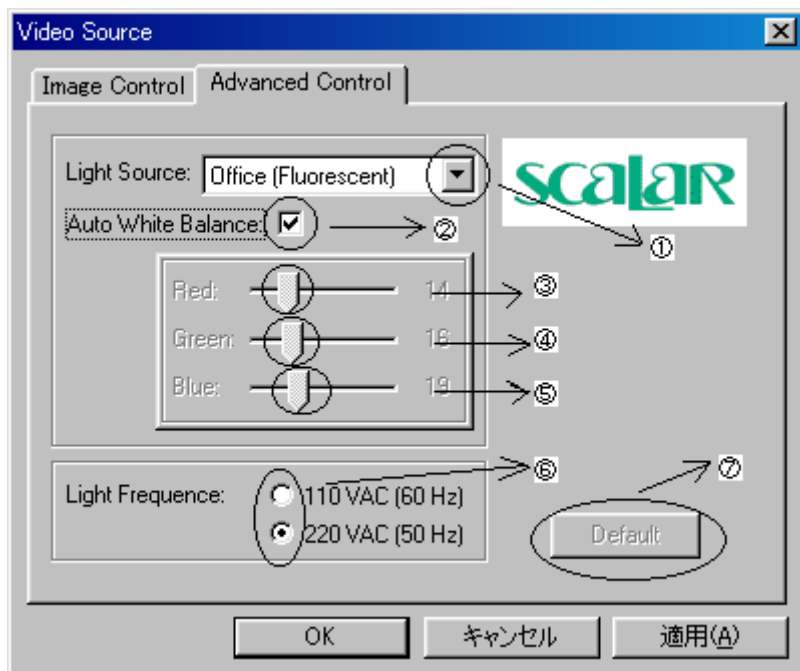 Video Source
Image Control Advanced Control
Light Source: Office (Fluorescent)
scalar
①
Auto White Balance: ②
Red: 14 ③
Green: 16 ④
Blue: 19 ⑤
Light Frequence: 110 VAC (60 Hz) ⑥
220 VAC (50 Hz)
⑦
Default
OK キャンセル 適用(A)